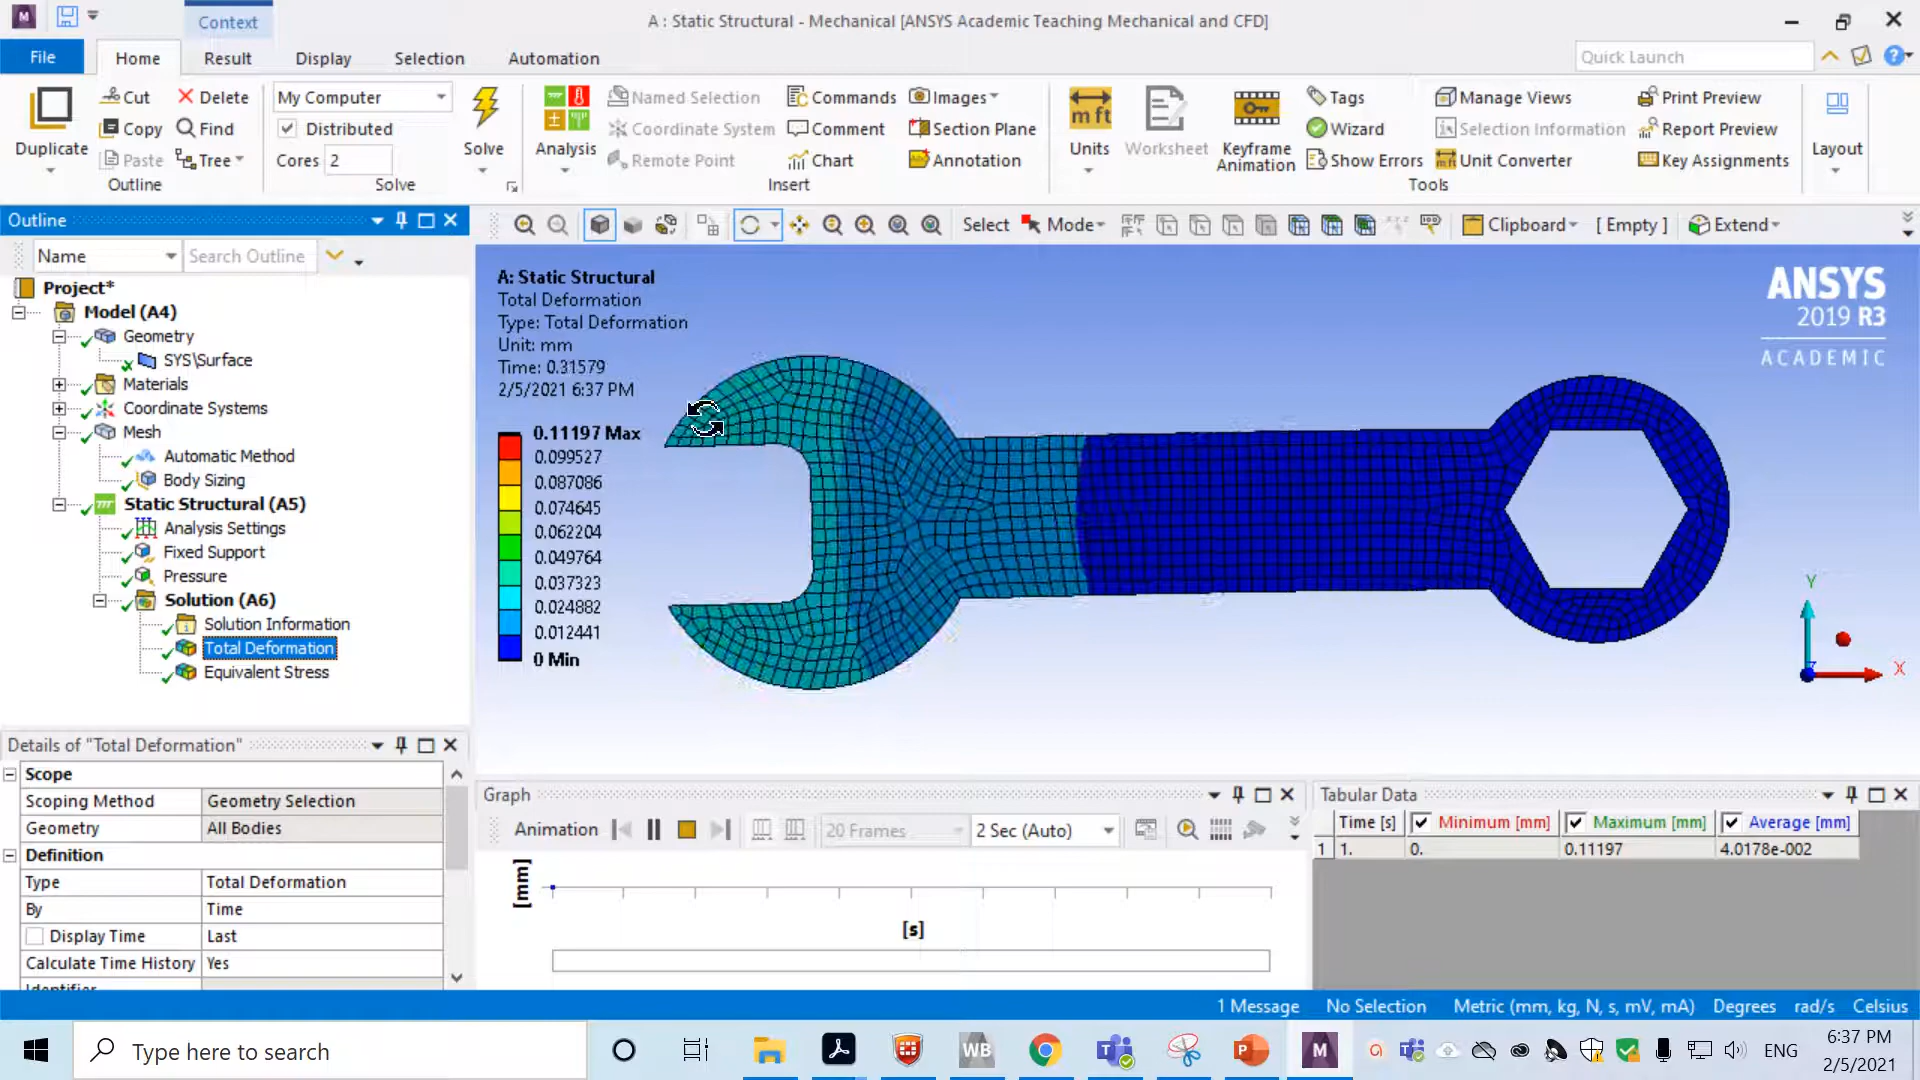 Context
A : Static Structural - Mechanical [ANSYS Academic Teaching Mechanical and CFD]
File
Home
Result
Display
Selection
Automation
Quick Launch
Duplicate
Cut
Copy
Paste
Delete
Find
Tree
Outline
My Computer
Distributed
Cores 2
Solve
Solve
Analysis
Named Selection
Coordinate System
Remote Point
Commands
Comment
Chart
Images
Section Plane
Annotation
Insert
Units
Worksheet
Keyframe
Animation
Tags
Wizard
Show Errors
Manage Views
Selection Information
Unit Converter
Print Preview
Report Preview
Key Assignments
Tools
Layout
Outline
Name
Search Outline
Select
Mode
Clipboard
[ Empty ]
Extend
Project*
Model (A4)
Geometry
SYS\Surface
Materials
Coordinate Systems
Mesh
Automatic Method
Body Sizing
Static Structural (A5)
Analysis Settings
Fixed Support
Pressure
Solution (A6)
Solution Information
Total Deformation
Equivalent Stress
A: Static Structural
Total Deformation
Type: Total Deformation
Unit: mm
Time: 0.31579
2/5/2021 6:37 PM
0.11197 Max
0.099527
0.087086
0.074645
0.062204
0.049764
0.037323
0.024882
0.012441
0 Min
ANSYS
2019 R3
ACADEMIC
Y
X
Z
Details of "Total Deformation"
Scope
Scoping Method Geometry Selection
Geometry All Bodies
Definition
Type Total Deformation
By Time
Display Time Last
Calculate Time History Yes
Identifier
Graph
Animation
20 Frames
2 Sec (Auto)
[mm]
[s]
Tabular Data
Time [s] Minimum [mm] Maximum [mm] Average [mm]
1 1. 0. 0.11197 4.0178e-002
1 Message No Selection Metric (mm, kg, N, s, mV, mA) Degrees rad/s Celsius
Type here to search
WB
ENG
6:37 PM
2/5/2021